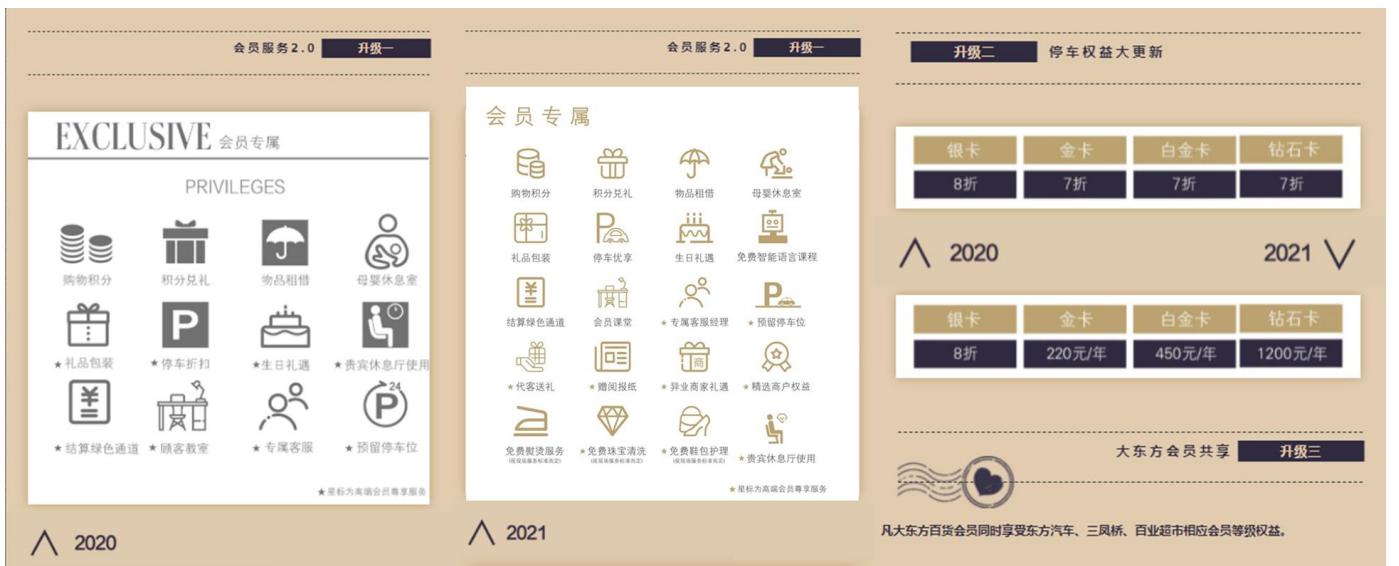 会员服务2.0 升级一
EXCLUSIVE 会员专属
PRIVILEGES
购物积分 积分兑礼 物品租借 母婴休息室
P
★礼品包装 ★停车折扣 ★生日礼遇 ★贵宾休息厅使用
¥ 24 P
★结算绿色通道 ★顾客教室 ★专属客服 ★预留停车位
★星标为高端会员尊享服务
2020
会员服务2.0 升级一
会员专属
购物积分 积分兑礼 物品租借 母婴休息室
P
礼品包装 停车优享 生日礼遇 免费智能语言课程
¥ P
结算绿色通道 会员课堂 ★专属客服经理 ★预留停车位
商
★代客送礼 ★赠阅报纸 ★异业商家礼遇 ★精选商户权益
免费熨烫服务 ★免费珠宝清洗 ★免费鞋包护理 ★贵宾休息厅使用
★星标为高端会员尊享服务
2021
升级二 停车权益大更新
银卡 金卡 白金卡 钻石卡
8折 7折 7折 7折
2020 2021
银卡 金卡 白金卡 钻石卡
8折 220元/年 450元/年 1200元/年
大东方会员共享 升级三
凡大东方百货会员同时享受东方汽车、三凤桥、百业超市相应会员等级权益。